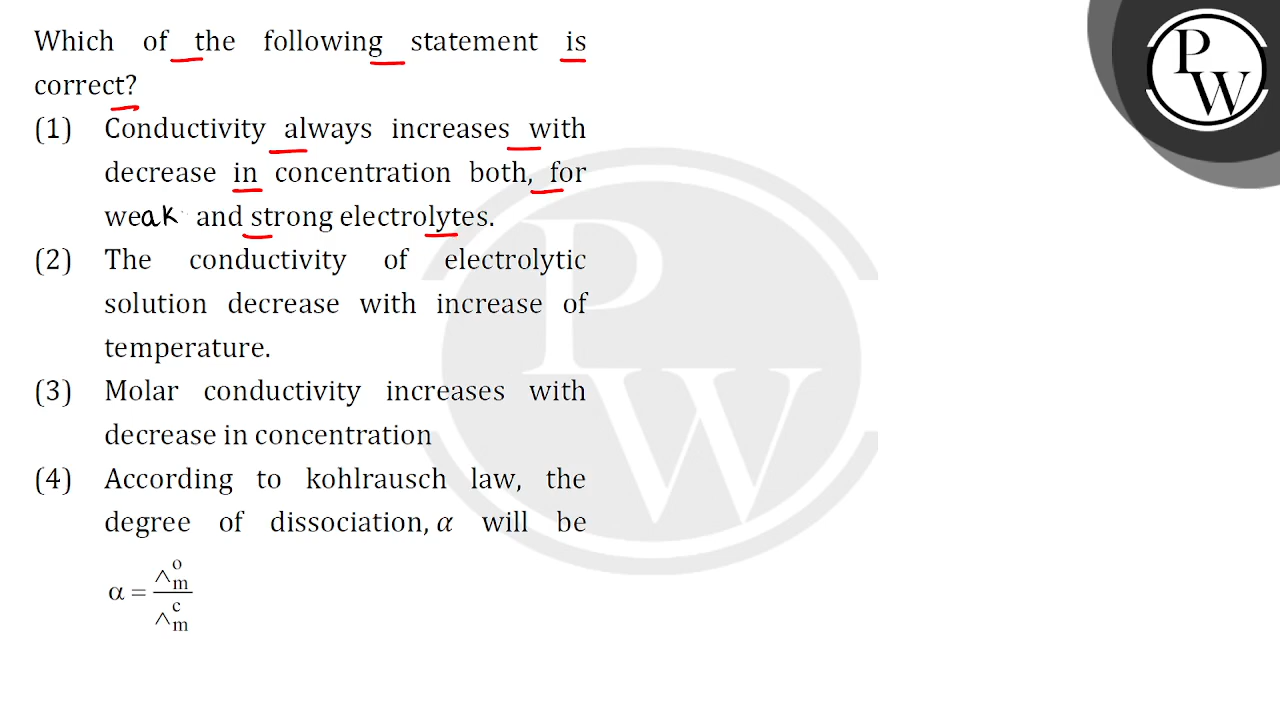 Which of the following statement is
correct?
(1) Conductivity always increases with
decrease in concentration both, for
weak and strong electrolytes.
(2) The conductivity of electrolytic
solution decrease with increase of
temperature.
(3) Molar conductivity increases with
decrease in concentration
(4) According to kohlrausch law, the
degree of dissociation, α will be
α = ^ᵒₘ / ^ᶜₘ
P
W
P
W